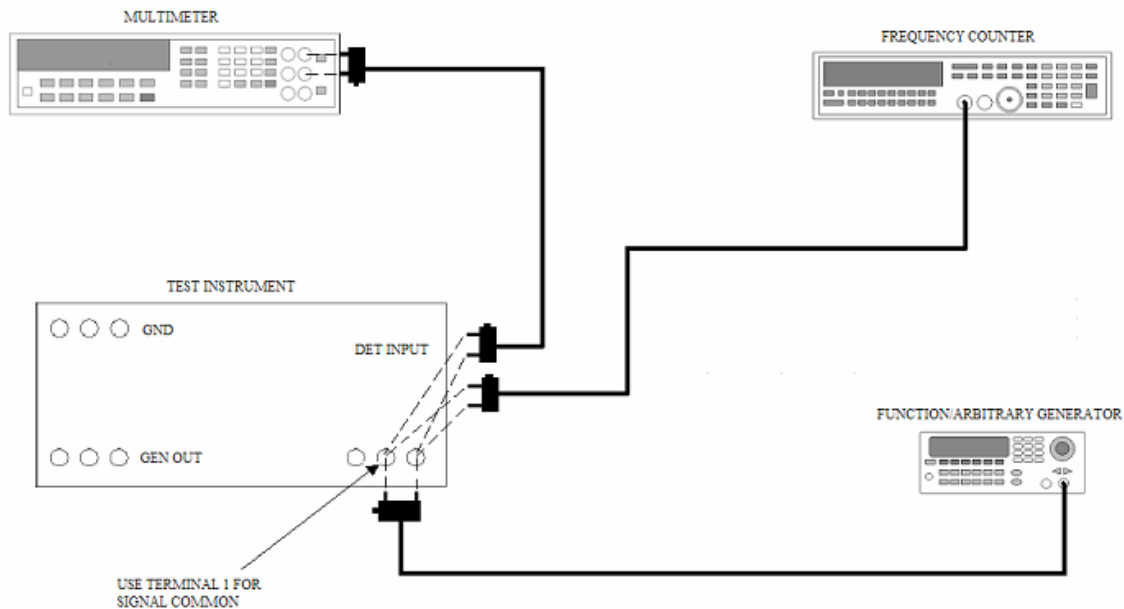 MULTIMETER
FREQUENCY COUNTER
TEST INSTRUMENT
GND
DET INPUT
FUNCTION/ARBITRARY GENERATOR
GEN OUT
USE TERMINAL 1 FOR
SIGNAL COMMON